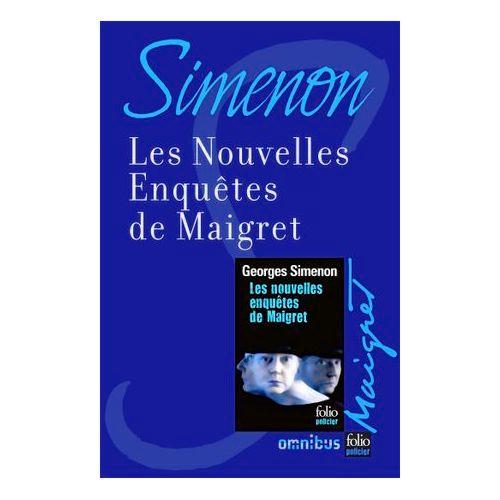 Simenon
Les Nouvelles
Enquêtes
de Maigret
Georges Simenon
Les nouvelles
enquêtes
de Maigret
folio
policier
Maigret
omnibus
folio
policier